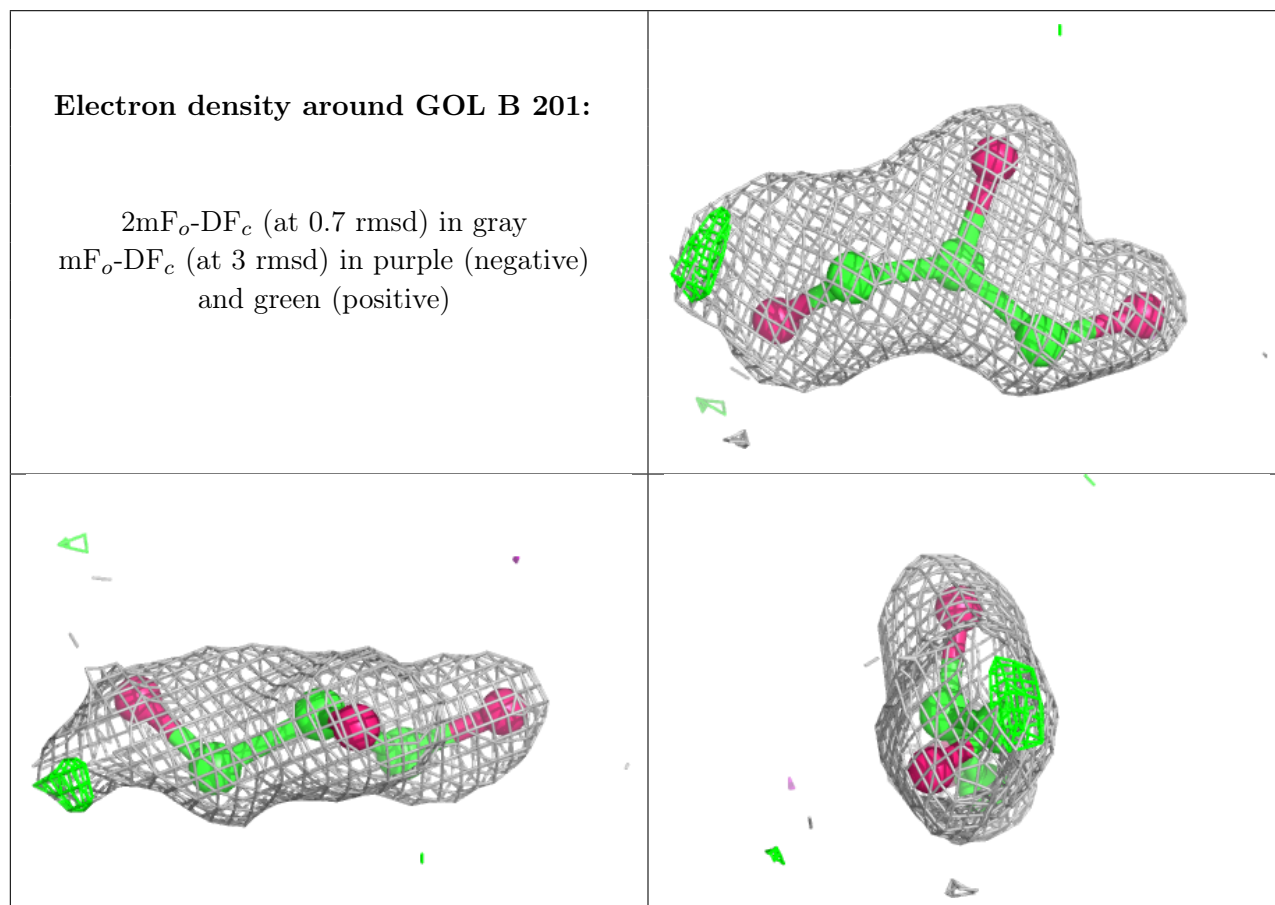 Electron density around GOL B 201:
2mFo-DFc (at 0.7 rmsd) in gray
mFo-DFc (at 3 rmsd) in purple (negative)
and green (positive)